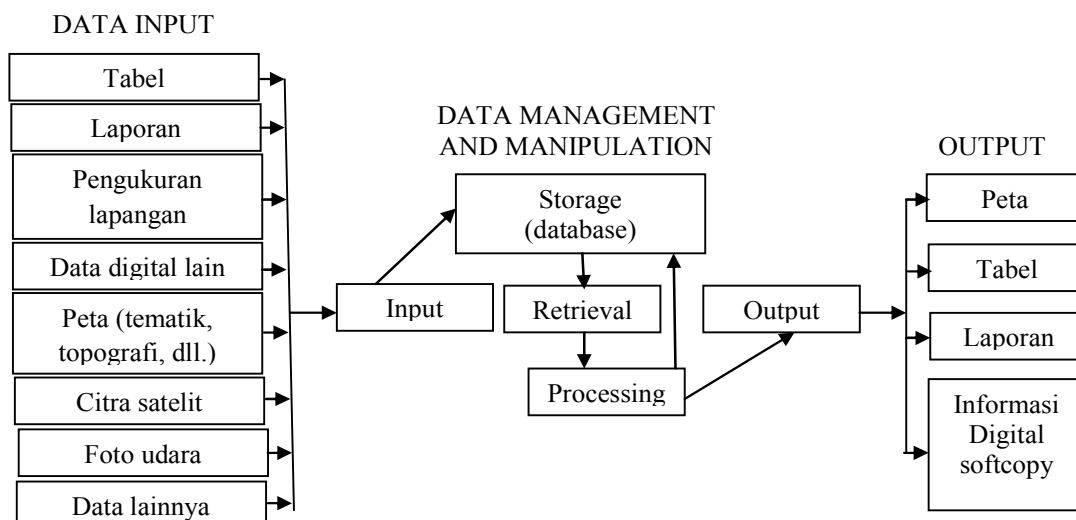 DATA INPUT
Tabel
Laporan
Pengukuran
lapangan
Data digital lain
Peta (tematik,
topografi, dll.)
Citra satelit
Foto udara
Data lainnya
Input
DATA MANAGEMENT
AND MANIPULATION
Storage
(database)
Retrieval
Processing
Output
OUTPUT
Peta
Tabel
Laporan
Informasi
Digital
softcopy